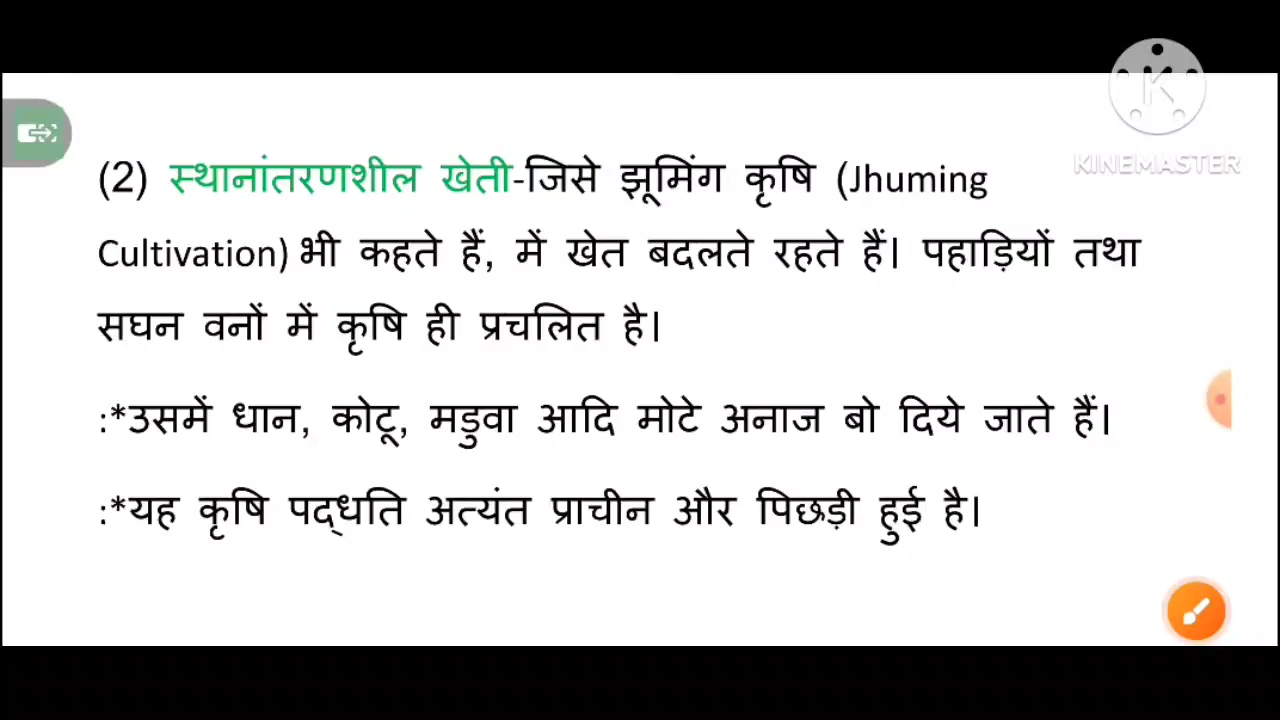 KINEMASTER
(2) स्थानांतरणशील खेती-जिसे झूमिंग कृषि (Jhuming
Cultivation) भी कहते हैं, में खेत बदलते रहते हैं। पहाड़ियों तथा
सघन वनों में कृषि ही प्रचलित है।
:*उसमें धान, कोटू, मडुवा आदि मोटे अनाज बो दिये जाते हैं।
:*यह कृषि पद्धति अत्यंत प्राचीन और पिछड़ी हुई है।